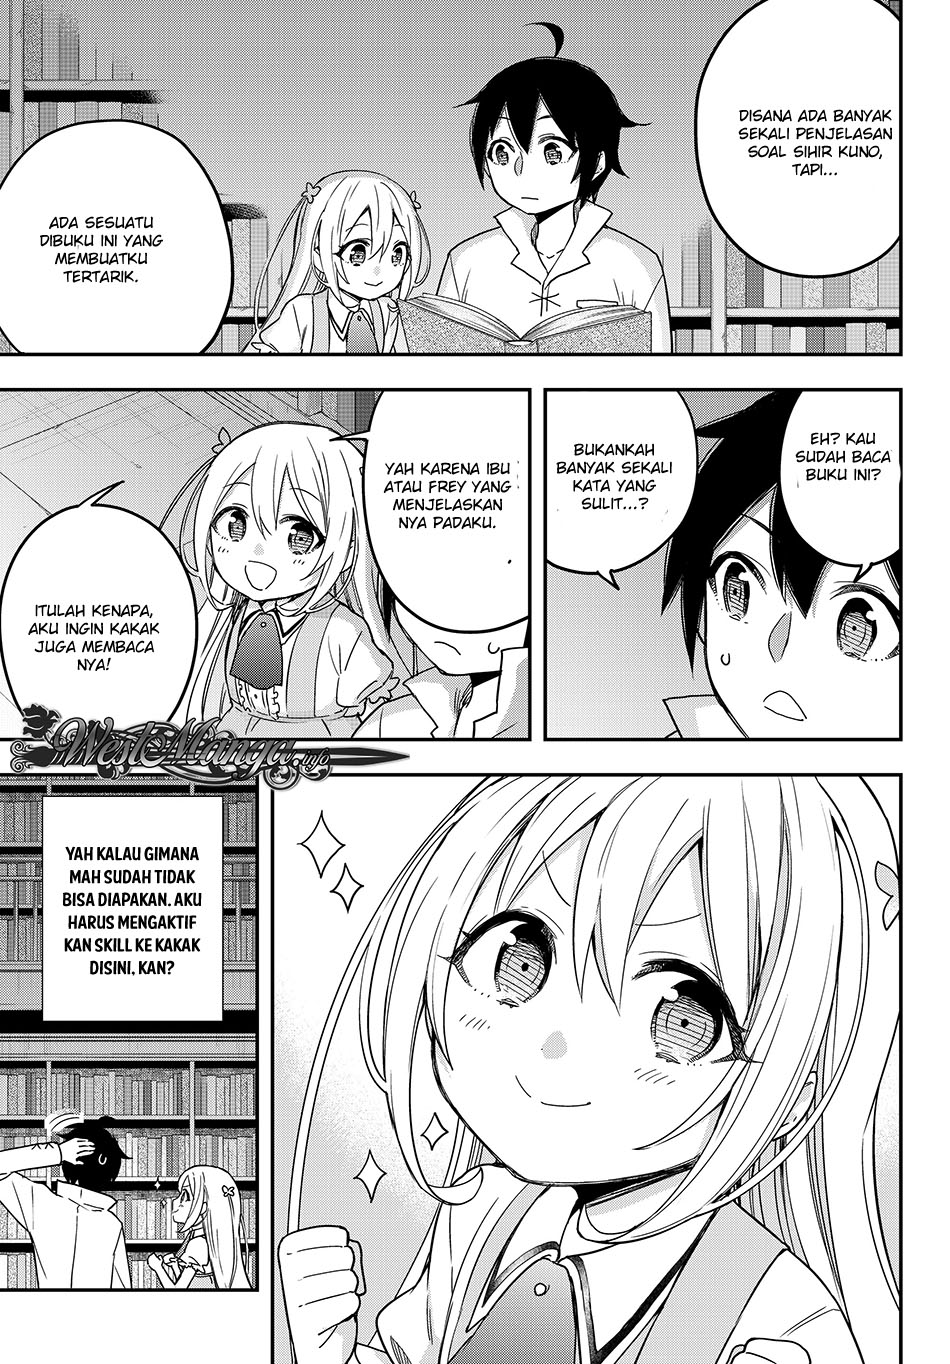 DISANA ADA BANYAK
SEKALI PENJELASAN
SOAL SIHIR KUNO,
TAPI...
ADA SESUATU
DIBUKU INI YANG
MEMBUATKU
TERTARIK.
EH? KAU
SUDAH BACA
BUKU INI?
BUKANKAH
BANYAK SEKALI
KATA YANG
SULIT...?
YAH KARENA IBU
ATAU FREY YANG
MENJELASKAN
NYA PADAKU.
ITULAH KENAPA,
AKU INGIN KAKAK
JUGA MEMBACA
NYA!
WestManga.info
YAH KALAU GIMANA
MAH SUDAH TIDAK
BISA DIAPAKAN. AKU
HARUS MENGAKTIF
KAN SKILL KE KAKAK
DISINI, KAN?